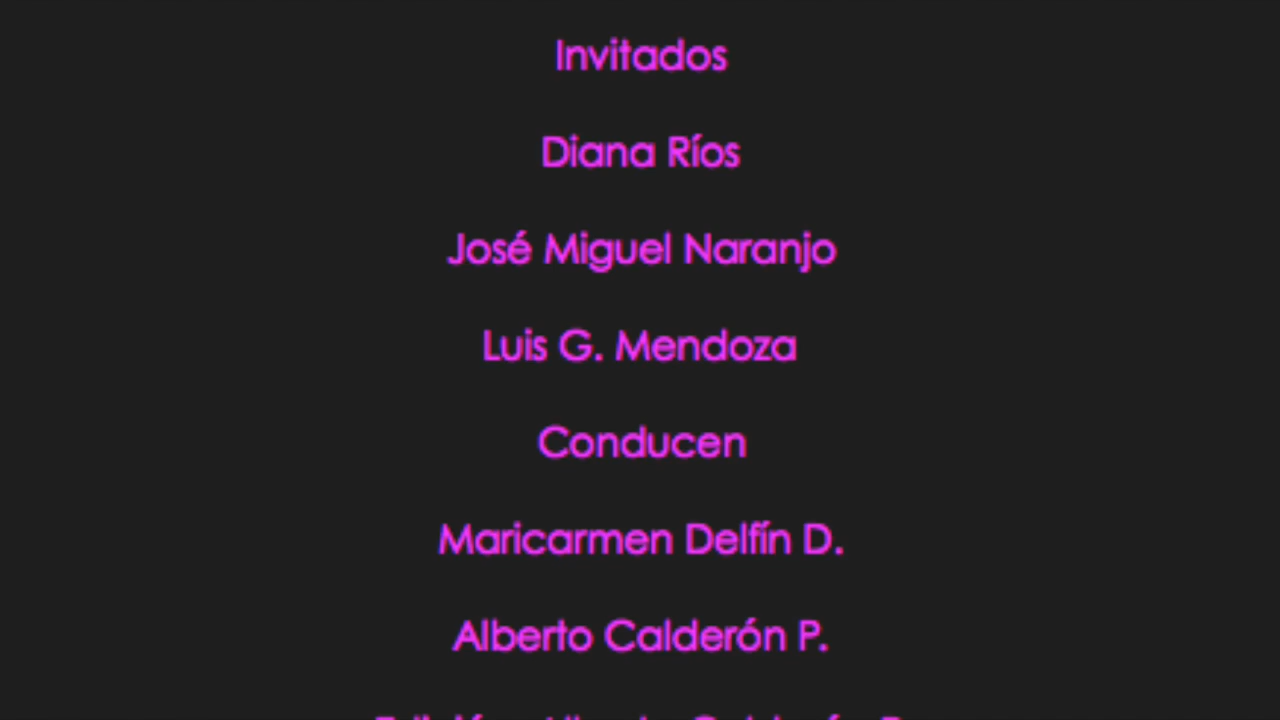 Invitados
Diana Ríos
José Miguel Naranjo
Luis G. Mendoza
Conducen
Maricarmen Delfín D.
Alberto Calderón P.